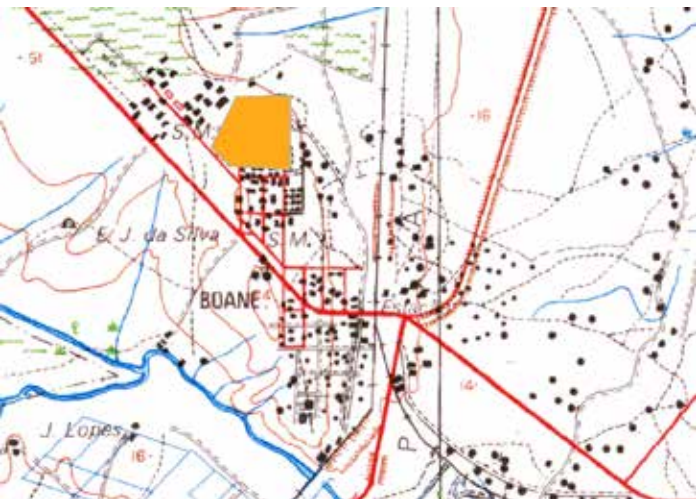 51
S. M.
16
E. J. da Silva
S. M.
BOANE
14
J. Lopes
16
P